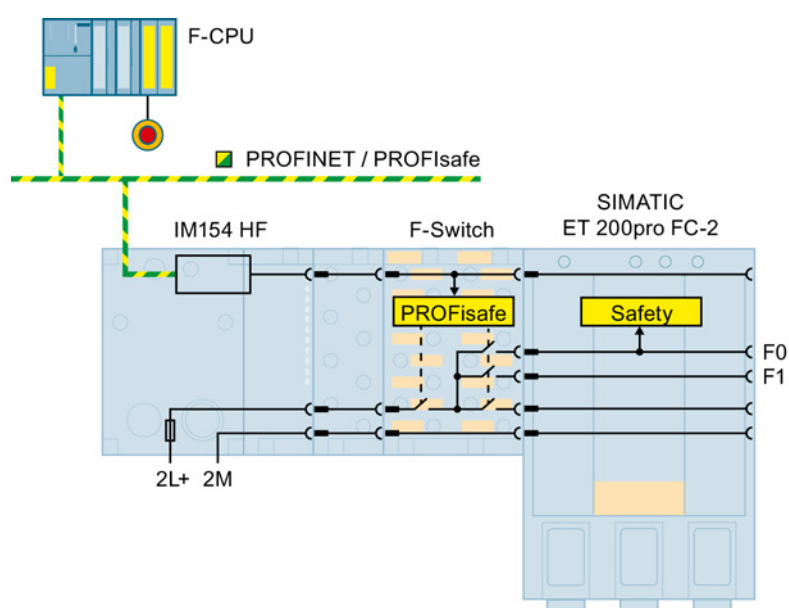 F-CPU
PROFINET / PROFIsafe
IM154 HF
F-Switch
SIMATIC
ET 200pro FC-2
PROFisafe
Safety
F0
F1
2L+ 2M